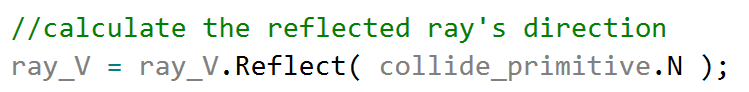 //calculate the reflected ray's direction
ray_V = ray_V.Reflect( collide_primitive.N );